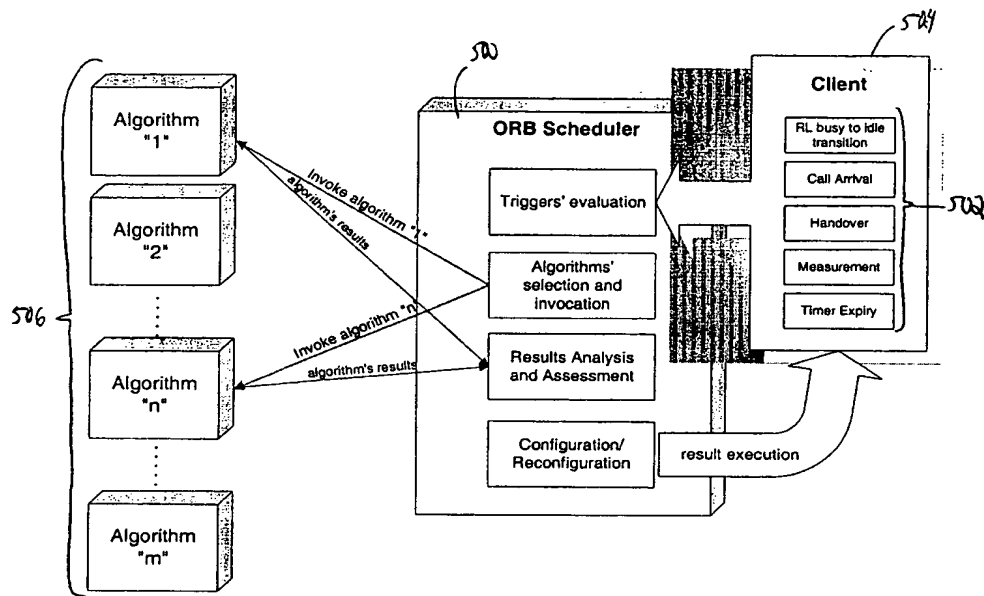 500
504
Client
ORB Scheduler
Algorithm
"1"
RL busy to idle
transition
Invoke algorithm "1"
algorithm's results
Triggers' evaluation
Call Arrival
502
Algorithm
"2"
Handover
Algorithms'
selection and
invocation
Measurement
506
Invoke algorithm "n"
Timer Expiry
Algorithm
"n"
algorithm's results
Results Analysis
and Assessment
Configuration/
Reconfiguration
result execution
Algorithm
"m"